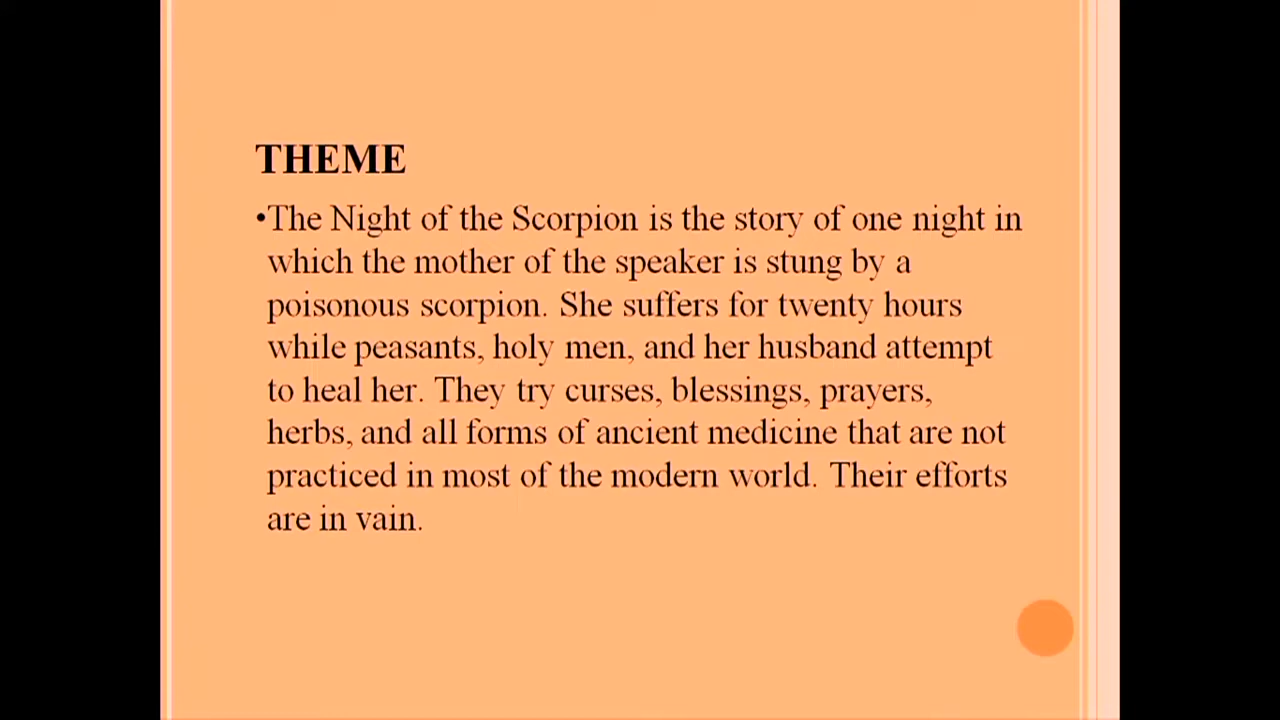 THEME
•The Night of the Scorpion is the story of one night in
which the mother of the speaker is stung by a
poisonous scorpion. She suffers for twenty hours
while peasants, holy men, and her husband attempt
to heal her. They try curses, blessings, prayers,
herbs, and all forms of ancient medicine that are not
practiced in most of the modern world. Their efforts
are in vain.